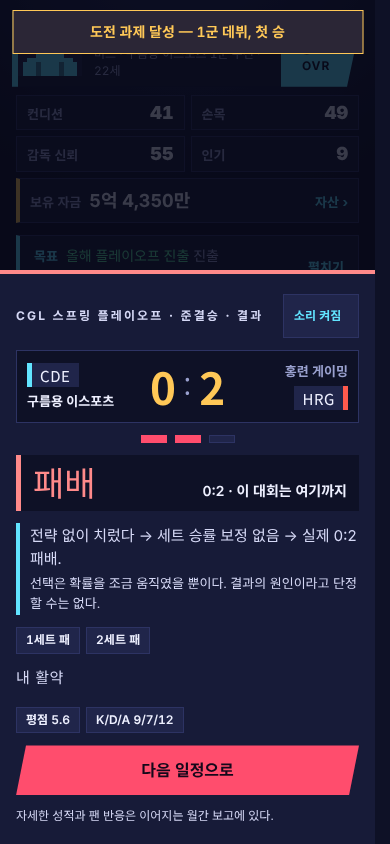 도전 과제 달성 — 1군 데뷔, 첫 승
22세
OVR
컨디션 41
손목 49
감독 신뢰 55
인기 9
보유 자금 5억 4,350만
자산 ›
목표 올해 플레이오프 진출 진출
펼치기
CGL 스프링 플레이오프 · 준결승 · 결과
소리 켜짐
CDE
구름용 이스포츠
0 : 2
홍련 게이밍
HRG
패배
0:2 · 이 대회는 여기까지
전략 없이 치렀다 → 세트 승률 보정 없음 → 실제 0:2
패배.
선택은 확률을 조금 움직였을 뿐이다. 결과의 원인이라고 단정
할 수는 없다.
1세트 패
2세트 패
내 활약
평점 5.6
K/D/A 9/7/12
다음 일정으로
자세한 성적과 팬 반응은 이어지는 월간 보고에 있다.